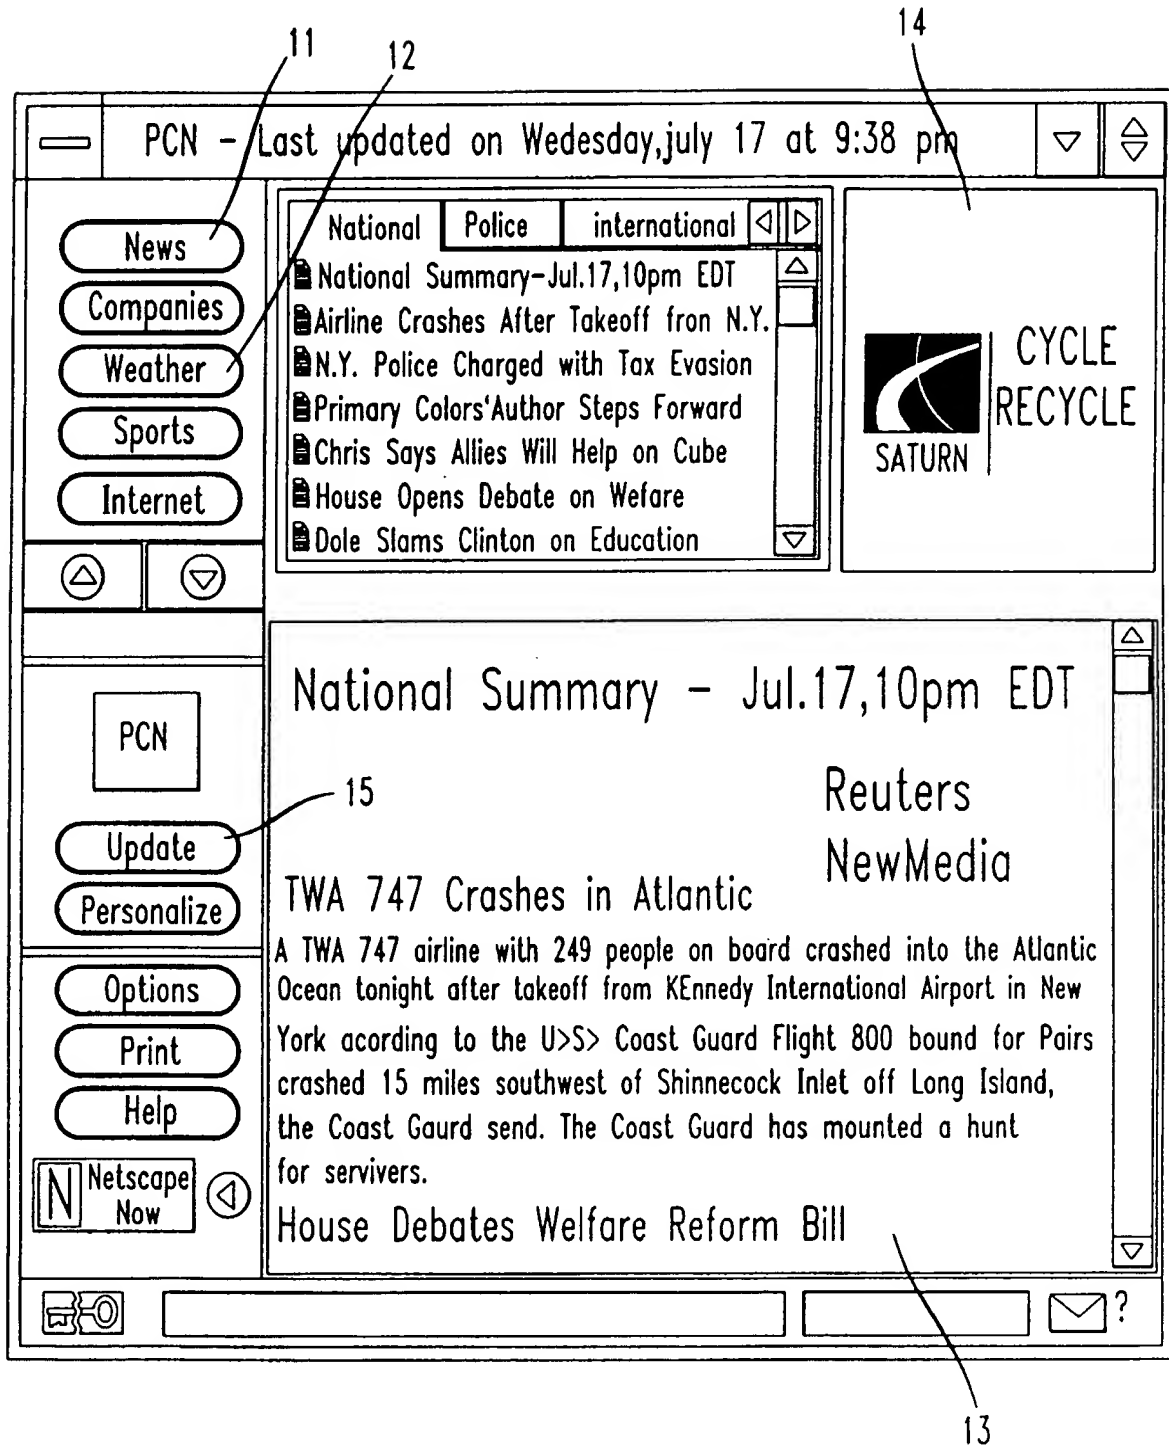 11
12
14
PCN - Last updated on Wedesday,july 17 at 9:38 pm
News
Companies
Weather
Sports
Internet
National Police international
National Summary-Jul.17,10pm EDT
Airline Crashes After Takeoff fron N.Y.
N.Y. Police Charged with Tax Evasion
Primary Colors'Author Steps Forward
Chris Says Allies Will Help on Cube
House Opens Debate on Wefare
Dole Slams Clinton on Education
SATURN
CYCLE
RECYCLE
PCN
15
Update
Personalize
Options
Print
Help
N Netscape
Now
National Summary - Jul.17,10pm EDT
Reuters
NewMedia
TWA 747 Crashes in Atlantic
A TWA 747 airline with 249 people on board crashed into the Atlantic
Ocean tonight after takeoff from KEnnedy International Airport in New
York acording to the U>S> Coast Guard Flight 800 bound for Pairs
crashed 15 miles southwest of Shinnecock Inlet off Long Island,
the Coast Gaurd send. The Coast Guard has mounted a hunt
for servivers.
House Debates Welfare Reform Bill
?
13